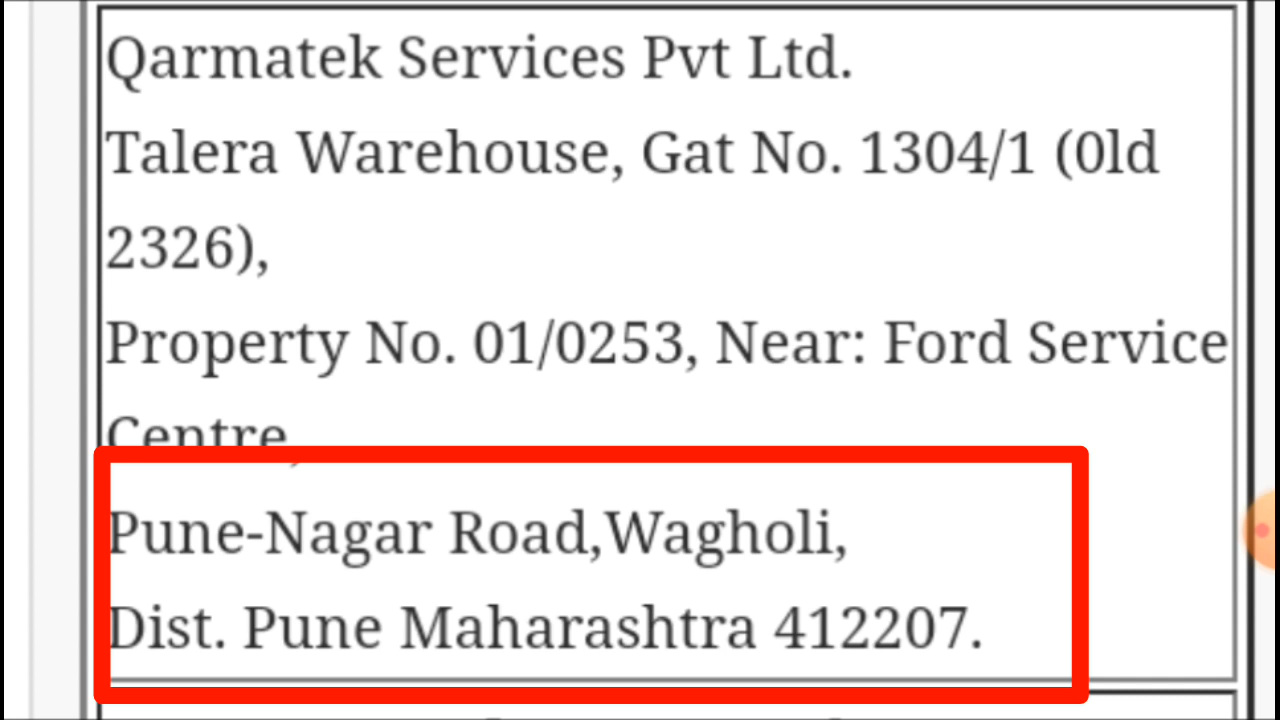 Qarmatek Services Pvt Ltd.
Talera Warehouse, Gat No. 1304/1 (0ld
2326),
Property No. 01/0253, Near: Ford Service
Centre,
Pune-Nagar Road,Wagholi,
Dist. Pune Maharashtra 412207.